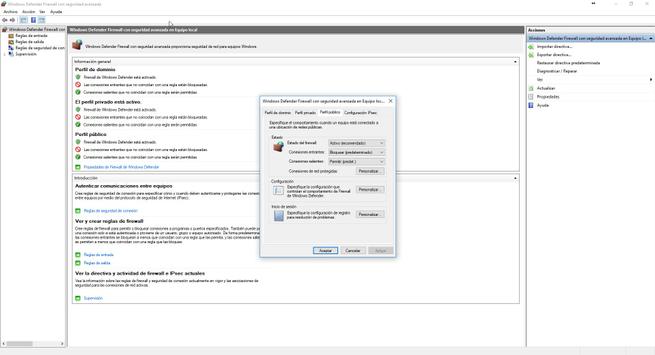 Windows Defender Firewall con seguridad avanzada
Archivo Acción Ver Ayuda
Windows Defender Firewall con
Reglas de entrada
Reglas de salida
Reglas de seguridad de con
Supervisión
Windows Defender Firewall con seguridad avanzada en Equipo local
Windows Defender Firewall con seguridad avanzada proporciona seguridad de red para equipos Windows.
Información general
Perfil de dominio
Firewall de Windows Defender está activado.
Las conexiones entrantes que no coincidan con una regla están bloqueadas.
Conexiones salientes que no coincidan con una regla serán permitidas.
El perfil privado está activo
Firewall de Windows Defender está activado.
Las conexiones entrantes que no coincidan con una regla están bloqueadas.
Conexiones salientes que no coincidan con una regla serán permitidas.
Perfil público
Firewall de Windows Defender está activado.
Las conexiones entrantes que no coincidan con una regla
Conexiones salientes que no coincidan con una regla serán
Propiedades de Firewall de Windows Defender
Introducción
Autenticar comunicaciones entre equipos
Reglas de seguridad de conexión
Ver y crear reglas de firewall
Reglas de entrada
Reglas de salida
Ver la directiva y actividad de firewall e IPsec actuales
Supervisión
Windows Defender Firewall con seguridad avanzada en Equipo loc...
Perfil de dominio Perfil privado Perfil público Configuración IPsec
Especifique el comportamiento cuando un equipo está conectado a
una ubicación de redes públicas.
Estado
Estado del firewall: Activo (recomendado)
Conexiones entrantes: Bloquear (predeterminado)
Conexiones salientes: Permitir (predet.)
Conexiones de red protegidas: Personalizar...
Configuración
Especifique la configuración que
controlan el comportamiento de Firewall
de Windows Defender.
Personalizar...
Inicio de sesión
Especifique la configuración de registro
para resolución de problemas.
Personalizar...
Aceptar Cancelar Aplicar
Acciones
Windows Defender Firewall con seguridad avanzada en Equipo l...
Importar directiva...
Exportar directiva...
Restaurar directiva predeterminada
Diagnosticar / Reparar
Ver
Actualizar
Propiedades
Ayuda